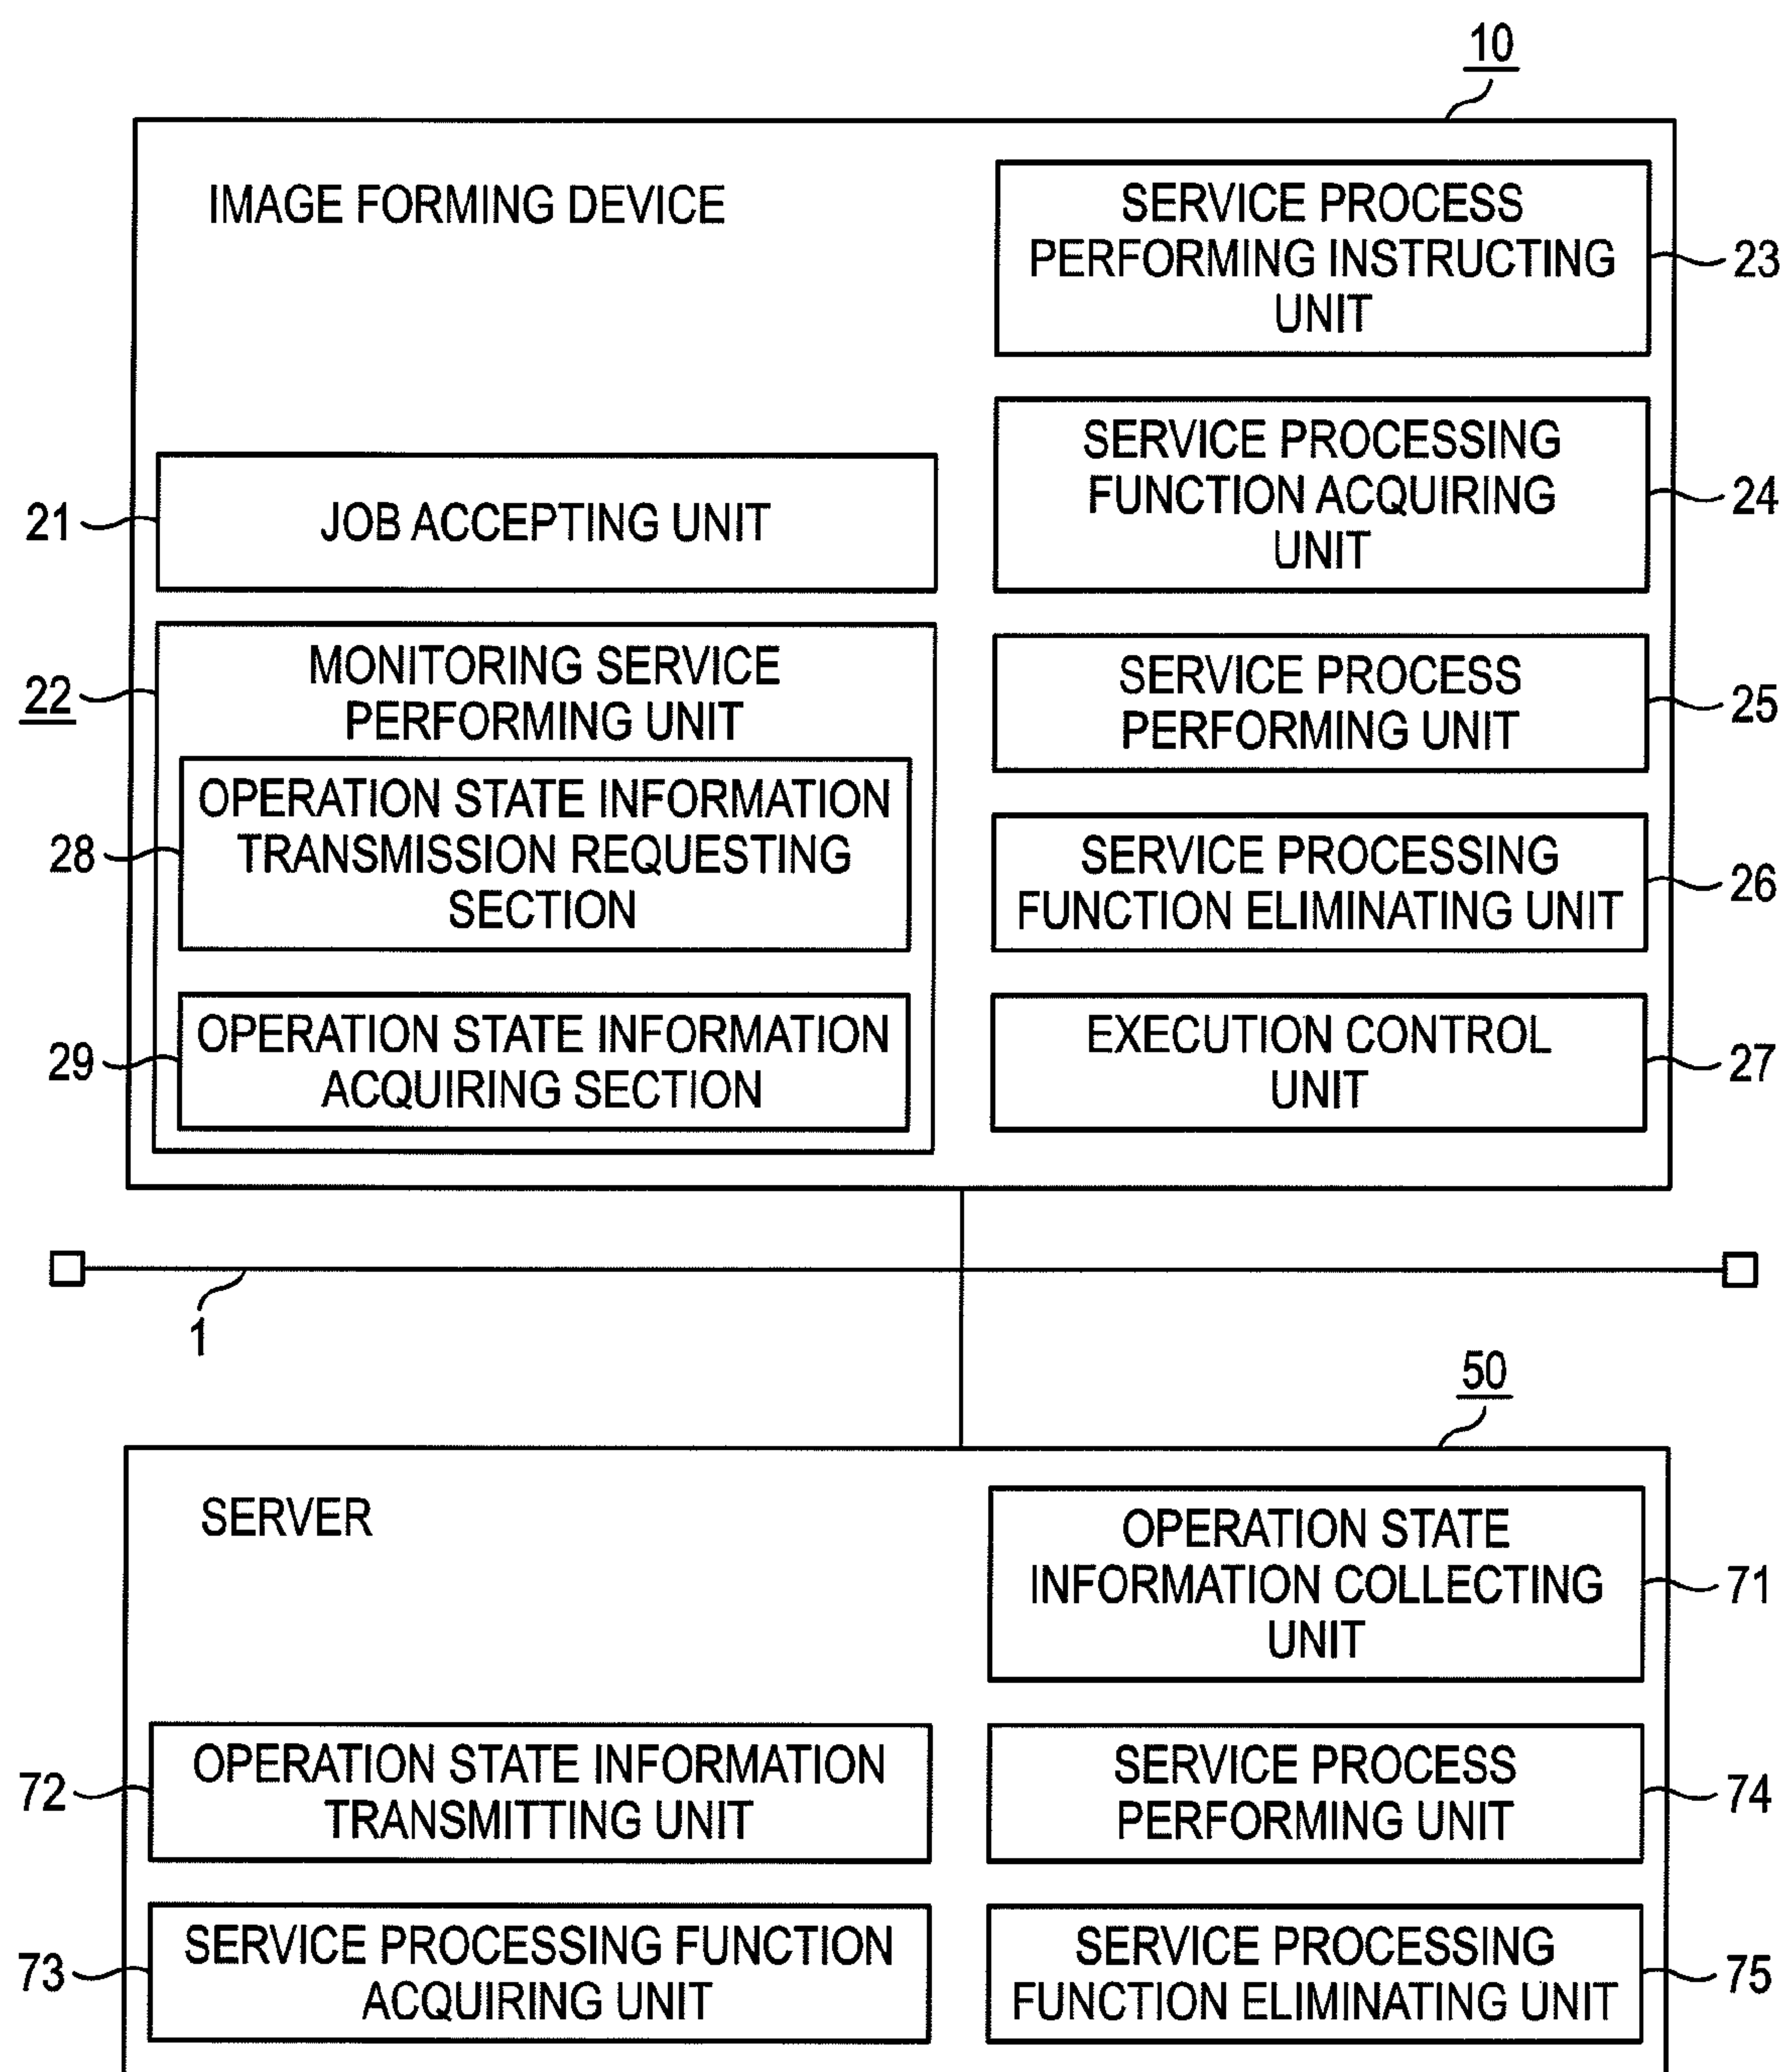 10
IMAGE FORMING DEVICE
SERVICE PROCESS
PERFORMING INSTRUCTING
UNIT
23
SERVICE PROCESSING
FUNCTION ACQUIRING
UNIT
24
21
JOB ACCEPTING UNIT
22
MONITORING SERVICE
PERFORMING UNIT
SERVICE PROCESS
PERFORMING UNIT
25
28
OPERATION STATE INFORMATION
TRANSMISSION REQUESTING
SECTION
SERVICE PROCESSING
FUNCTION ELIMINATING UNIT
26
29
OPERATION STATE INFORMATION
ACQUIRING SECTION
EXECUTION CONTROL
UNIT
27
1
50
SERVER
OPERATION STATE
INFORMATION COLLECTING
UNIT
71
72
OPERATION STATE INFORMATION
TRANSMITTING UNIT
SERVICE PROCESS
PERFORMING UNIT
74
73
SERVICE PROCESSING FUNCTION
ACQUIRING UNIT
SERVICE PROCESSING
FUNCTION ELIMINATING UNIT
75